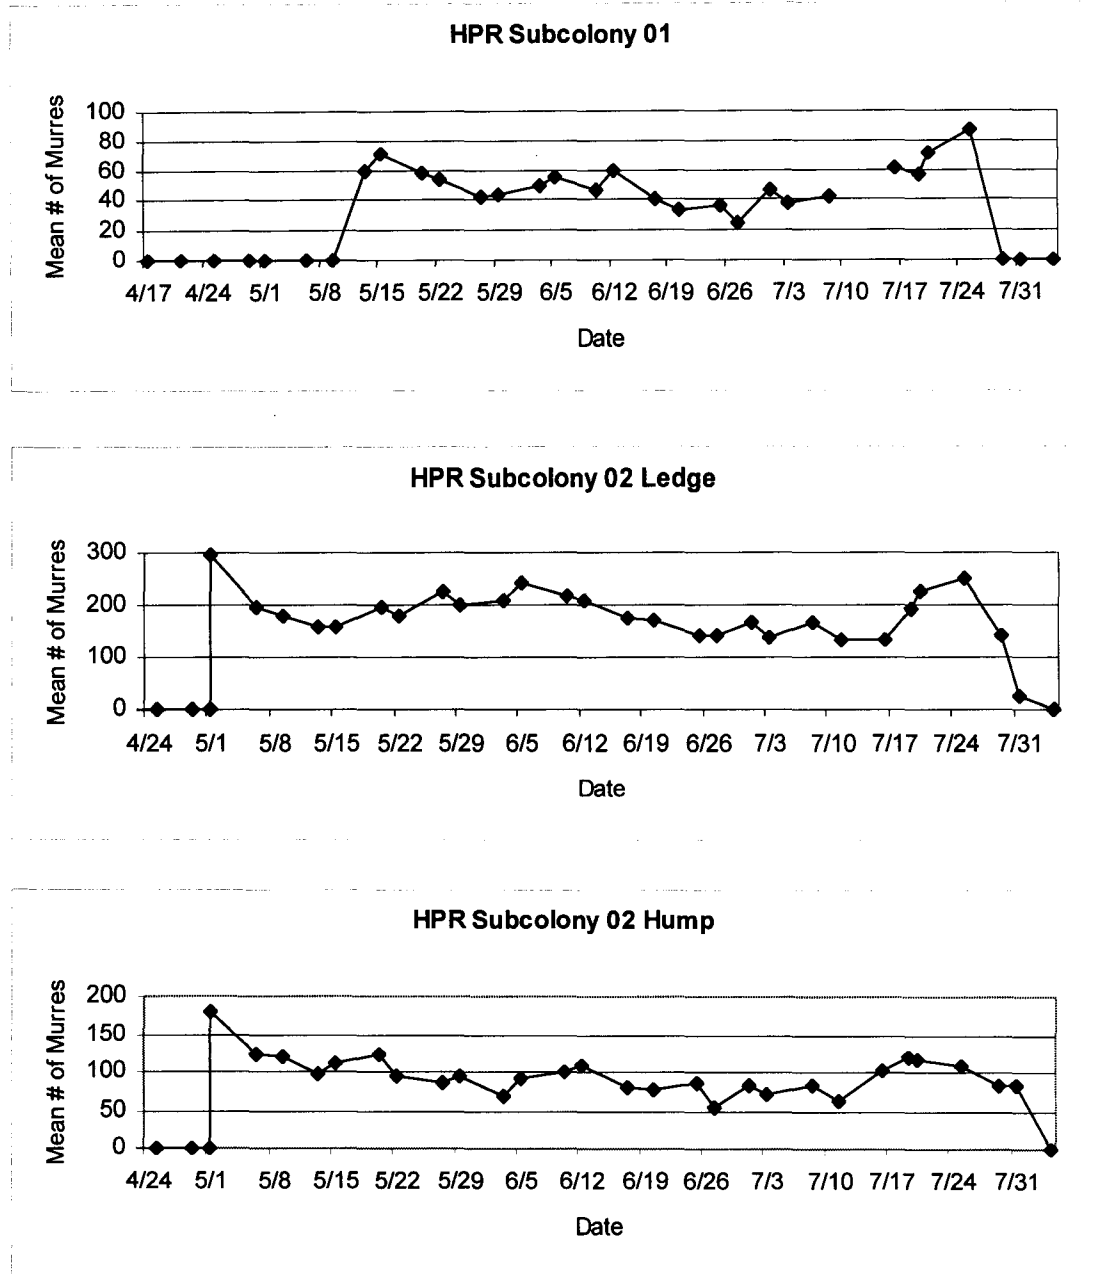 HPR Subcolony 01
Mean # of Murres
100
80
60
40
20
0
4/17 4/24 5/1 5/8 5/15 5/22 5/29 6/5 6/12 6/19 6/26 7/3 7/10 7/17 7/24 7/31
Date
HPR Subcolony 02 Ledge
Mean # of Murres
300
200
100
0
4/24 5/1 5/8 5/15 5/22 5/29 6/5 6/12 6/19 6/26 7/3 7/10 7/17 7/24 7/31
Date
HPR Subcolony 02 Hump
Mean # of Murres
200
150
100
50
0
4/24 5/1 5/8 5/15 5/22 5/29 6/5 6/12 6/19 6/26 7/3 7/10 7/17 7/24 7/31
Date